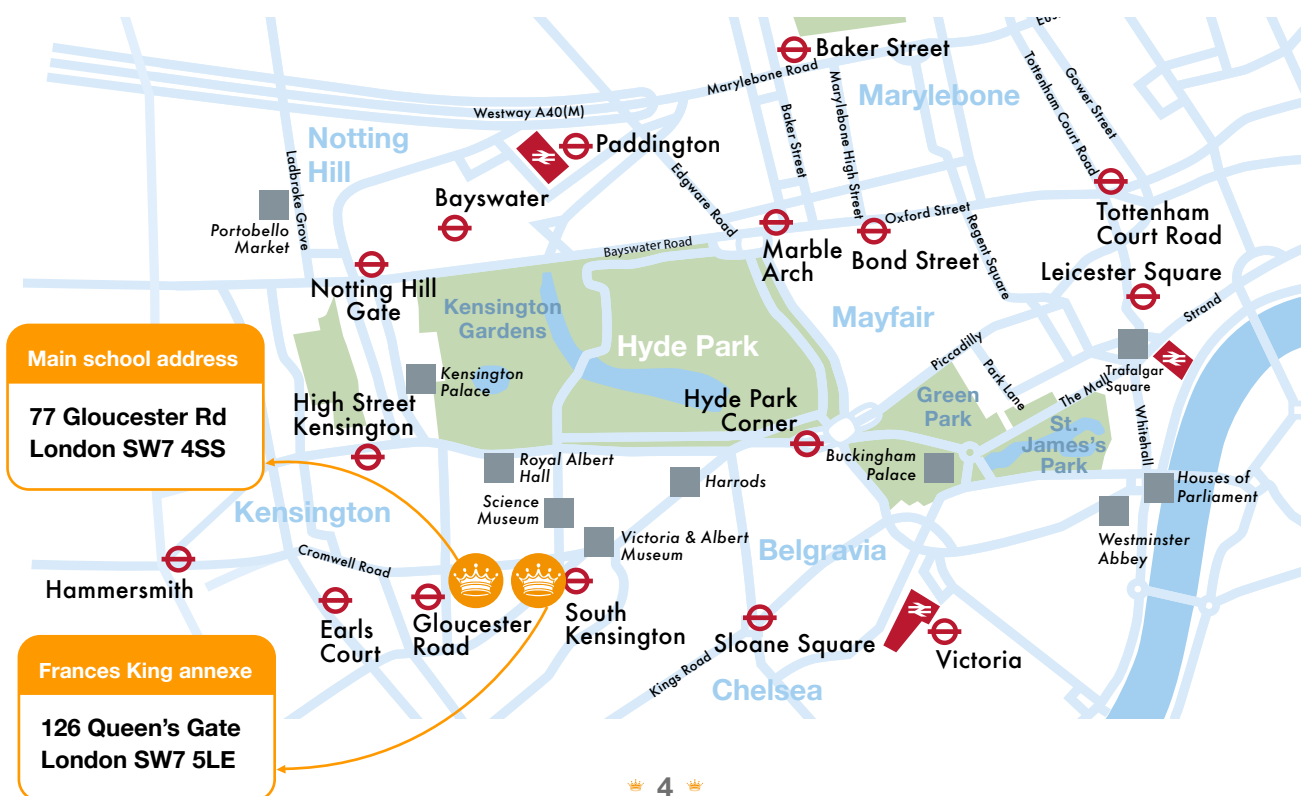 Baker Street
Marylebone Road
Marylebone
Westway A40(M)
Notting
Hill
Paddington
Ladbroke Grove
Baker Street
Marylebone High Street
Tottenham Court Road
Gower Street
Edgware Road
Bayswater
Portobello
Market
Oxford Street
Regent Square
Tottenham
Court Road
Bayswater Road
Marble
Arch
Bond Street
Leicester Square
Notting Hill
Gate
Kensington
Gardens
Mayfair
Strand
Hyde Park
Piccadilly
Park Lane
Trafalgar
Square
The Mall
Main school address
77 Gloucester Rd
London SW7 4SS
Kensington
Palace
High Street
Kensington
Hyde Park
Corner
Green
Park
St.
James's
Park
Whitehall
Buckingham
Palace
Royal Albert
Hall
Harrods
Houses of
Parliament
Science
Museum
Kensington
Victoria & Albert
Museum
Belgravia
Westminster
Abbey
Cromwell Road
Hammersmith
Earls
Court
Gloucester
Road
South
Kensington
Sloane Square
Victoria
Kings Road
Chelsea
Frances King annexe
126 Queen's Gate
London SW7 5LE
4